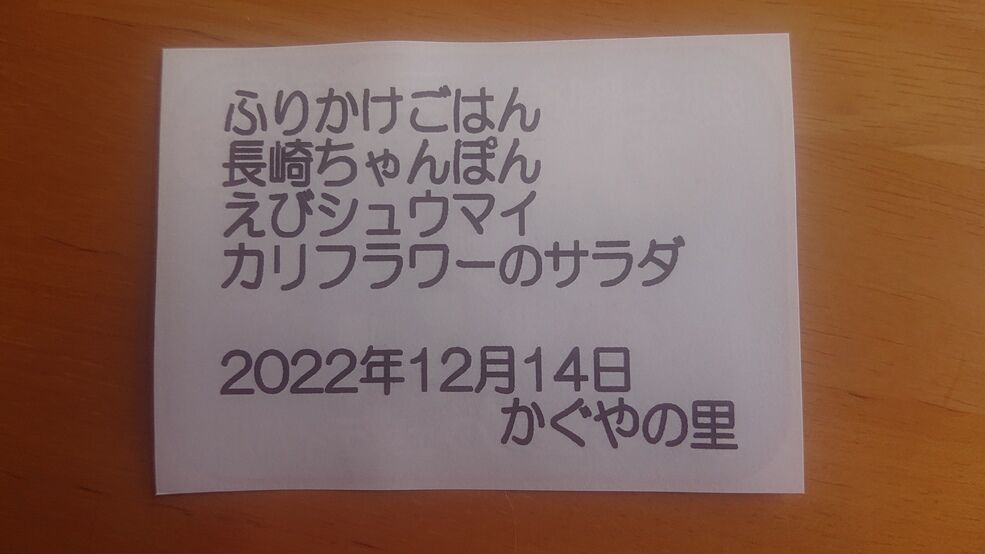 ふりかけごはん
長崎ちゃんぽん
えびシュウマイ
カリフラワーのサラダ
2022年12月14日
かぐやの里